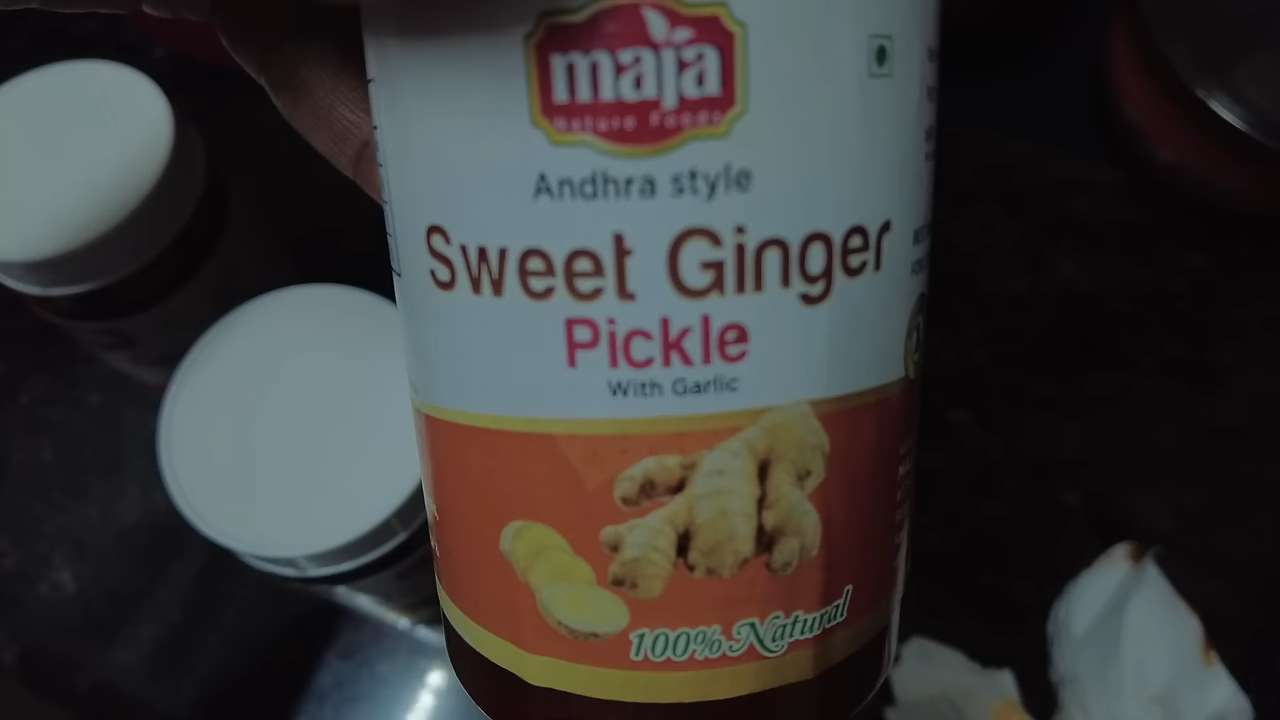 maja
Nature Foods
Andhra style
Sweet Ginger
Pickle
With Garlic
100% Natural